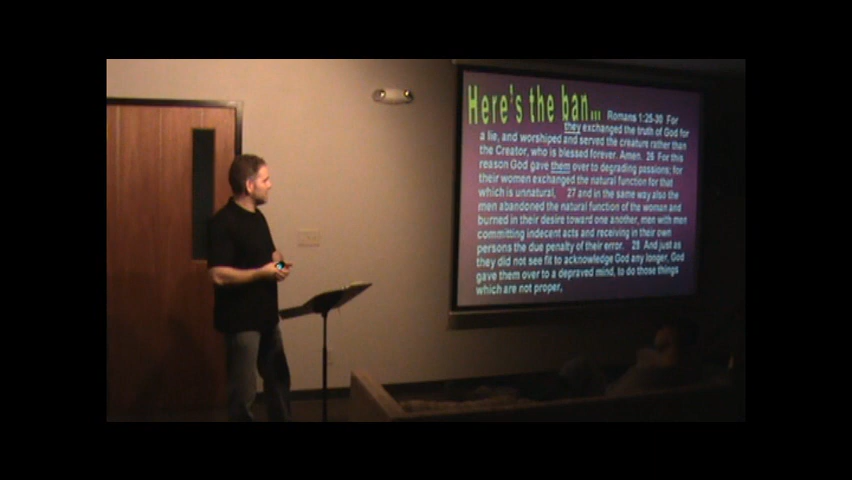 Here's the ban... Romans 1:25-30 For
they exchanged the truth of God for
a lie, and worshiped and served the creature rather than
the Creator, who is blessed forever. Amen. 26 For this
reason God gave them over to degrading passions; for
their women exchanged the natural function for that
which is unnatural, 27 and in the same way also the
men abandoned the natural function of the woman and
burned in their desire toward one another, men with men
committing indecent acts and receiving in their own
persons the due penalty of their error. 28 And just as
they did not see fit to acknowledge God any longer, God
gave them over to a depraved mind, to do those things
which are not proper,